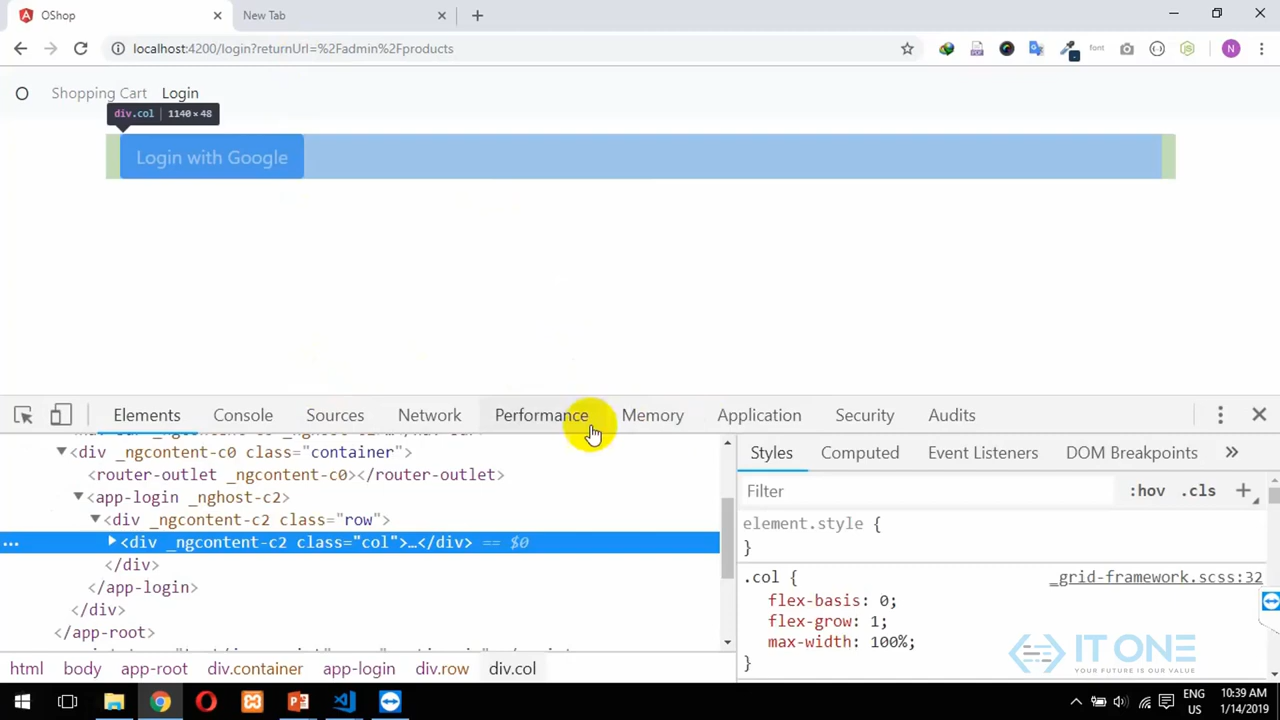 OShop
New Tab
localhost:4200/login?returnUrl=%2Fadmin%2Fproducts
font
N
Shopping Cart Login
div.col 1140 × 48
Login with Google
Elements Console Sources Network Performance Memory Application Security Audits
<div _ngcontent-c0 class="container">
<router-outlet _ngcontent-c0></router-outlet>
<app-login _nghost-c2>
<div _ngcontent-c2 class="row">
... <div _ngcontent-c2 class="col">…</div> == $0
</div>
</app-login>
</div>
</app-root>
html body app-root div.container app-login div.row div.col
Styles Computed Event Listeners DOM Breakpoints »
Filter :hov .cls +
element.style {
}
.col { _grid-framework.scss:32
flex-basis: 0;
flex-grow: 1;
max-width: 100%;
}
IT ONE
YOUR FUTURE IS OUR VALUE
ENG
US
10:39 AM
1/14/2019